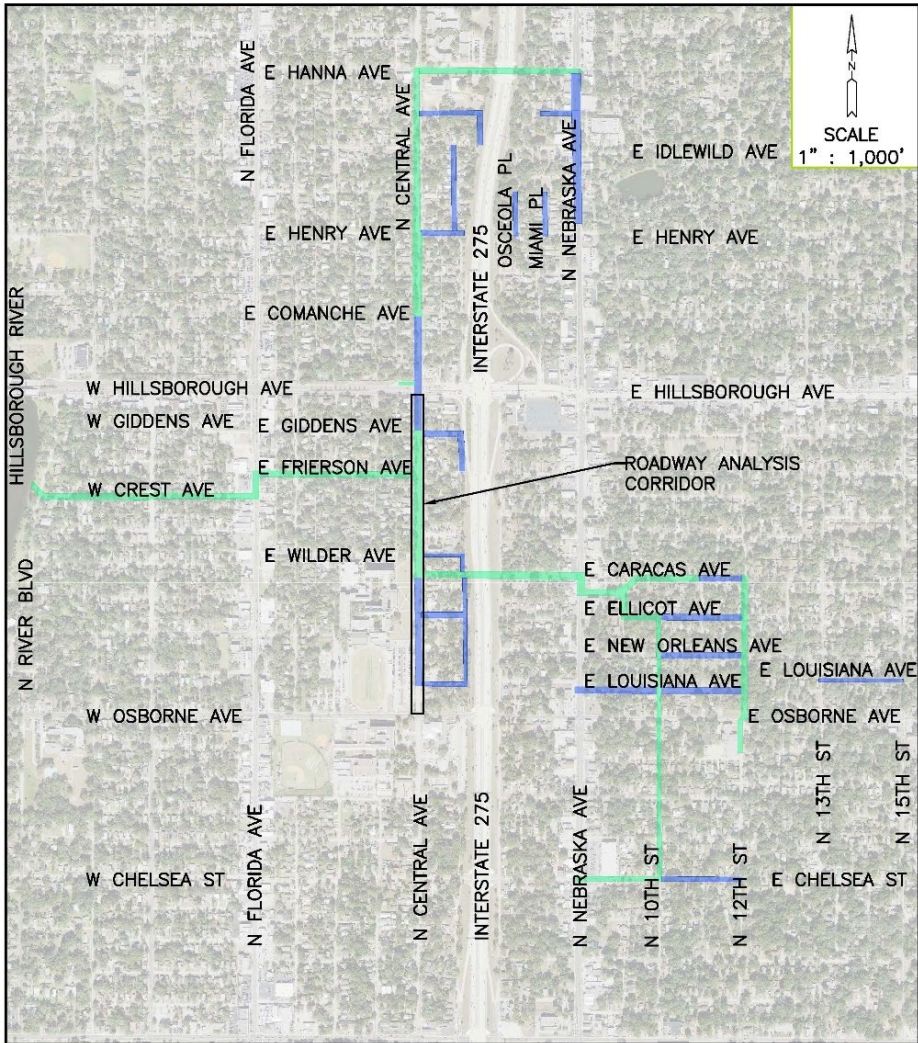 N
SCALE
1" : 1,000'
E HANNA AVE
N FLORIDA AVE
N CENTRAL AVE
E IDLEWILD AVE
OSCEOLA PL
MIAMI PL
N NEBRASKA AVE
E HENRY AVE
E HENRY AVE
INTERSTATE 275
E COMANCHE AVE
HILLSBOROUGH RIVER
W HILLSBOROUGH AVE
E HILLSBOROUGH AVE
W GIDDENS AVE
E GIDDENS AVE
E FRIERSON AVE
ROADWAY ANALYSIS
CORRIDOR
W CREST AVE
E WILDER AVE
E CARACAS AVE
N RIVER BLVD
E ELLICOT AVE
E NEW ORLEANS AVE
E LOUISIANA AVE
E LOUISIANA AVE
W OSBORNE AVE
E OSBORNE AVE
N 13TH ST
N 15TH ST
N FLORIDA AVE
N CENTRAL AVE
INTERSTATE 275
N NEBRASKA AVE
N 10TH ST
N 12TH ST
W CHELSEA ST
E CHELSEA ST